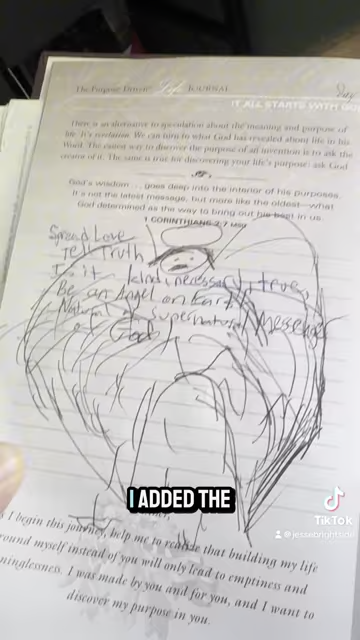 The Purpose Driven Life JOURNAL
IT ALL STARTS WITH
There is an alternative to speculation about the meaning and purpose of
life. It's revelation. We can turn to what God has revealed about life in his
Word. The easiest way to discover the purpose of an invention is to ask the
creator of it. The same is true for discovering your life's purpose: ask God
God's wisdom . . . goes deep into the interior of his purposes.
It's not the latest message, but more like the oldest—what
God determined as the way to bring out his best in us.
1 CORINTHIANS 2:7
Spread Love
Tell Truth
Is it kind, necessary, true,
Be an Angel on Earth
Natural & Supernatural Messenger
of God
I ADDED THE
s I begin this journey, help me to realize that building my life
round myself instead of you will only lead to emptiness and
ninglessness. I was made by you and for you, and I want to
discover my purpose in you.
TikTok
@jessebrightside